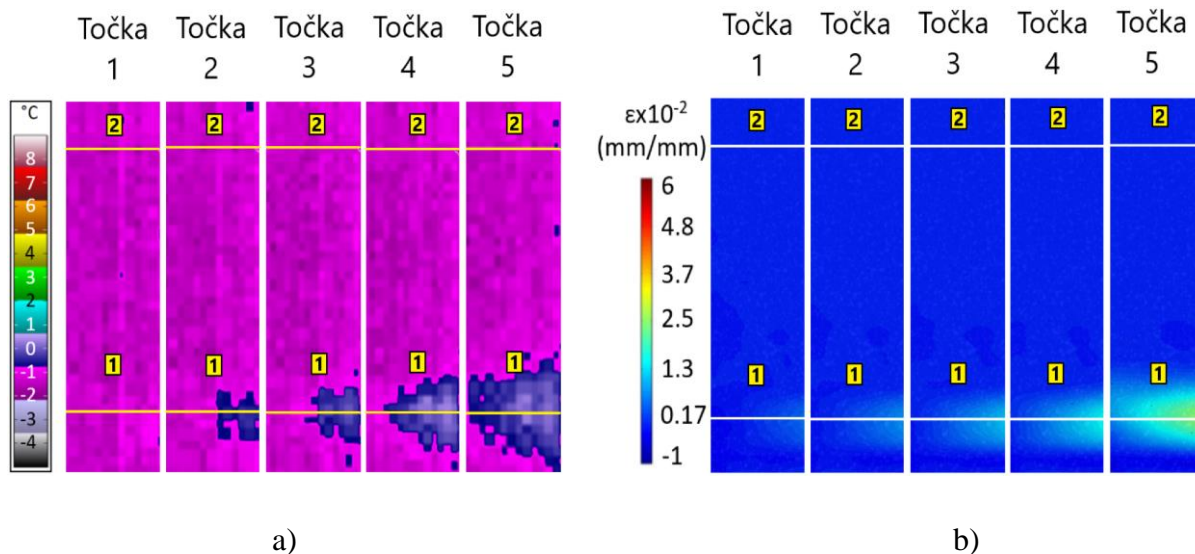 Točka Točka Točka Točka Točka
1 2 3 4 5
°C
8
7
6
5
4
3
2
1
0
-1
-2
-3
-4
2 2 2 2 2
1 1 1 1 1
a)
Točka Točka Točka Točka Točka
1 2 3 4 5
εx10⁻²
(mm/mm)
6
4.8
3.7
2.5
1.3
0.17
-1
2 2 2 2 2
1 1 1 1 1
b)